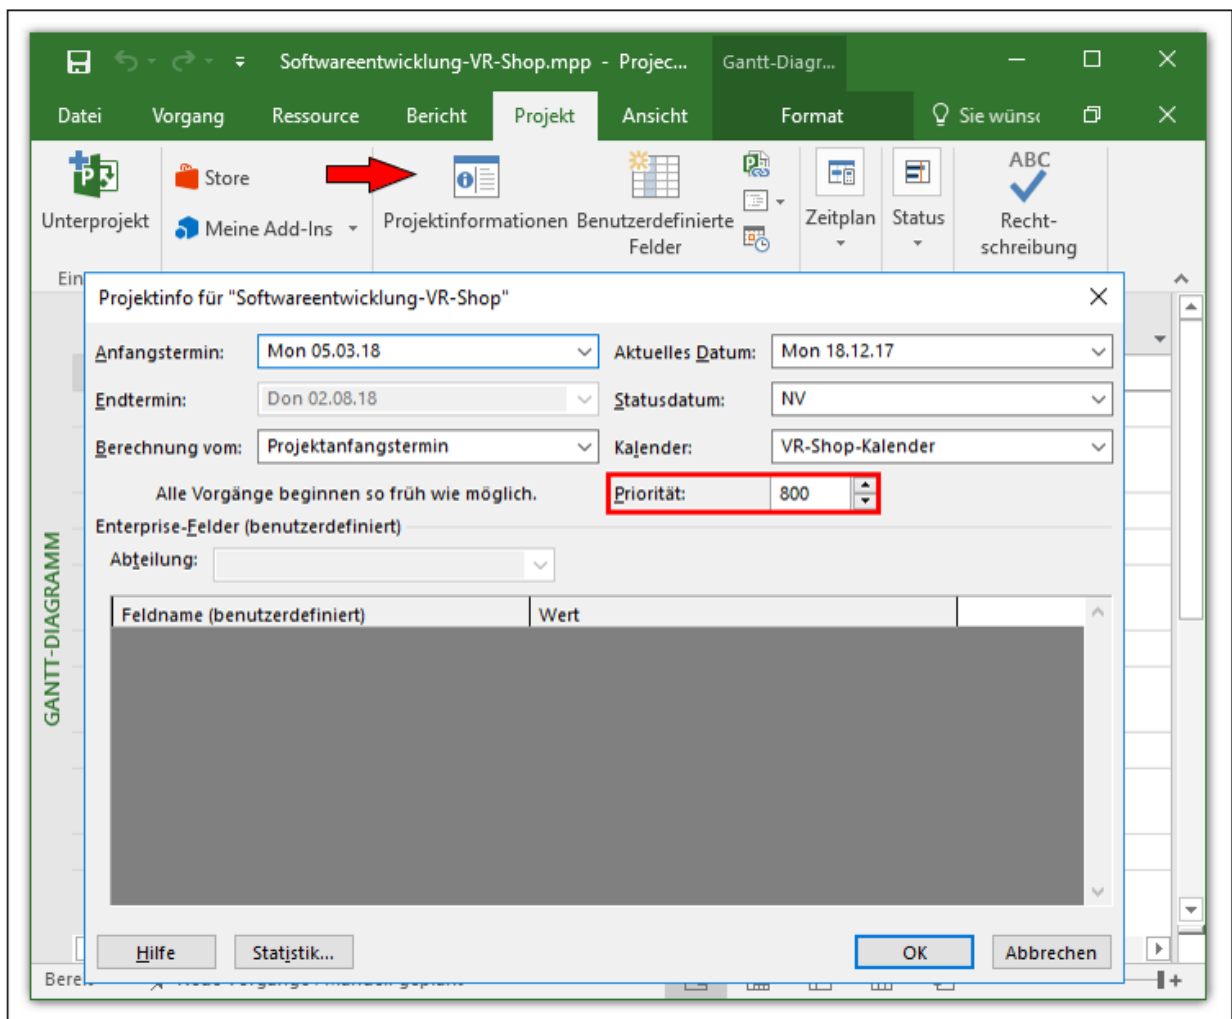 Softwareentwicklung-VR-Shop.mpp - Projec... Gantt-Diagr...
Datei Vorgang Ressource Bericht Projekt Ansicht Format Sie wünsc
Unterprojekt
Store
Meine Add-Ins
Projektinformationen
Benutzerdefinierte
Felder
Zeitplan
Status
ABC
Recht-
schreibung
Ein
Projektinfo für "Softwareentwicklung-VR-Shop"
Anfangstermin: Mon 05.03.18 Aktuelles Datum: Mon 18.12.17
Endtermin: Don 02.08.18 Statusdatum: NV
Berechnung vom: Projektanfangstermin Kalender: VR-Shop-Kalender
Alle Vorgänge beginnen so früh wie möglich. Priorität: 800
Enterprise-Felder (benutzerdefiniert)
Abteilung:
Feldname (benutzerdefiniert) Wert
GANTT-DIAGRAMM
Hilfe Statistik... OK Abbrechen